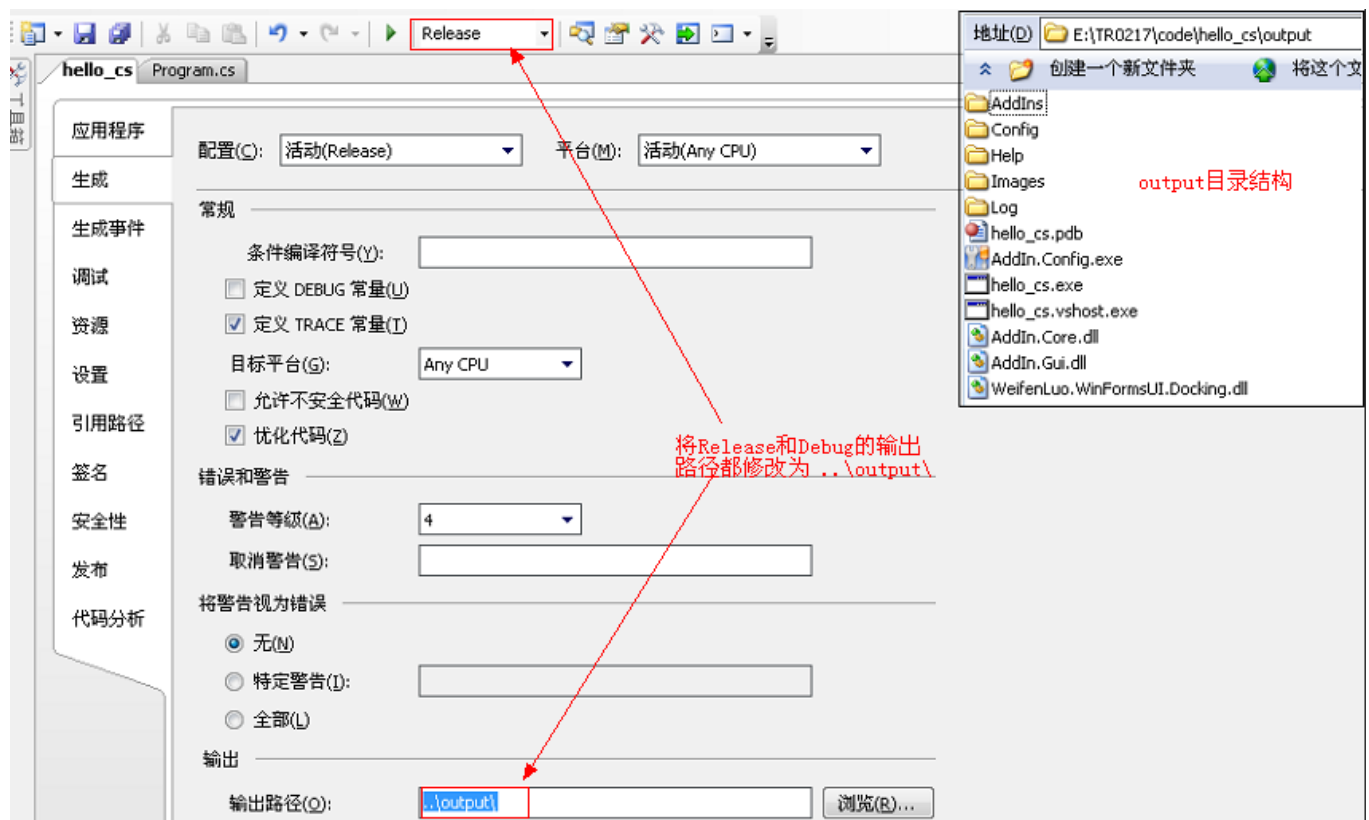 Release
hello_cs
Program.cs
工具箱
应用程序
生成
生成事件
调试
资源
设置
引用路径
签名
安全性
发布
代码分析
配置(C): 活动(Release) 平台(M): 活动(Any CPU)
常规
条件编译符号(Y):
定义 DEBUG 常量(U)
定义 TRACE 常量(T)
目标平台(G): Any CPU
允许不安全代码(W)
优化代码(Z)
错误和警告
警告等级(A): 4
取消警告(S):
将警告视为错误
无(N)
特定警告(I):
全部(L)
输出
输出路径(O): ..\output\ 浏览(R)...
将Release和Debug的输出
路径都修改为 ..\output\
地址(D) E:\TR0217\code\hello_cs\output
创建一个新文件夹 将这个文
AddIns
Config
Help
Images
Log
hello_cs.pdb
AddIn.Config.exe
hello_cs.exe
hello_cs.vshost.exe
AddIn.Core.dll
AddIn.Gui.dll
WeifenLuo.WinFormsUI.Docking.dll
output目录结构